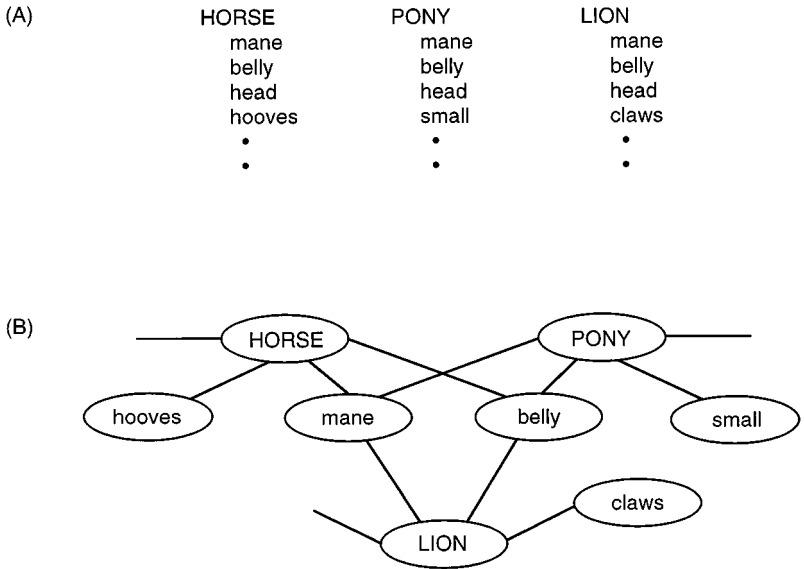 (A)
HORSE PONY LION
mane mane mane
belly belly belly
head head head
hooves small claws
(B)
HORSE PONY
hooves mane belly small
claws
LION